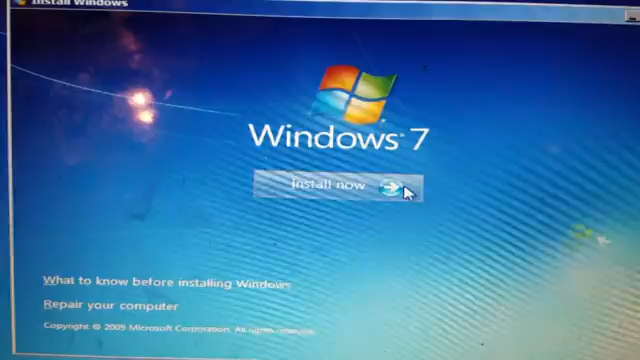 Install Windows
Windows 7
Install now
What to know before installing Windows
Repair your computer
Copyright © 2009 Microsoft Corporation. All rights reserved.